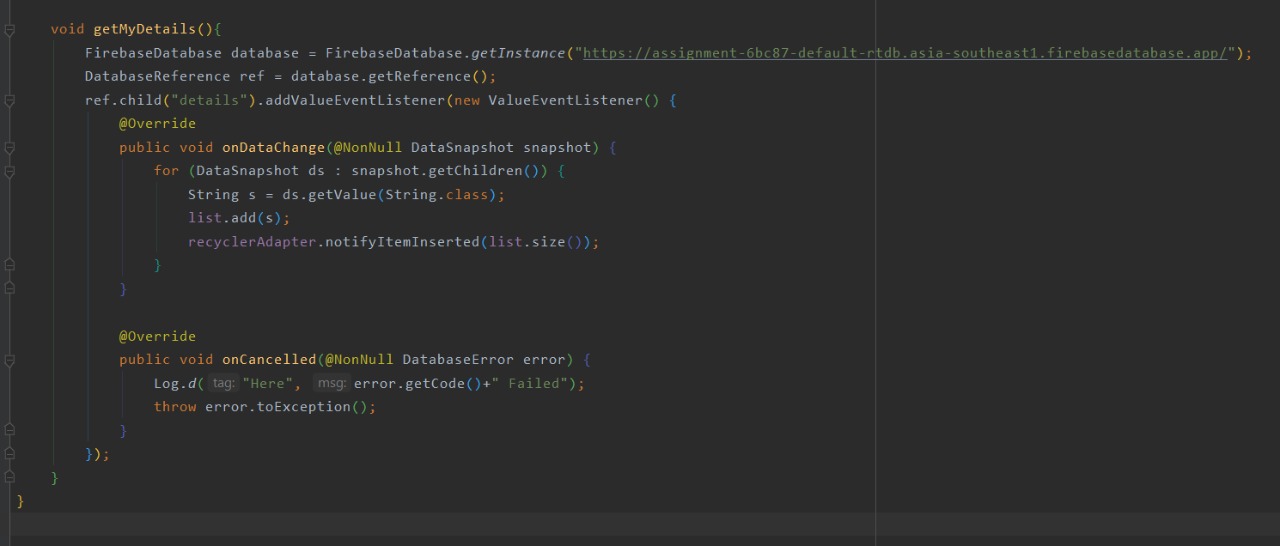 void getMyDetails(){
FirebaseDatabase database = FirebaseDatabase.getInstance("https://assignment-6bc87-default-rtdb.asia-southeast1.firebasedatabase.app/");
DatabaseReference ref = database.getReference();
ref.child("details").addValueEventListener(new ValueEventListener() {
@Override
public void onDataChange(@NonNull DataSnapshot snapshot) {
for (DataSnapshot ds : snapshot.getChildren()) {
String s = ds.getValue(String.class);
list.add(s);
recyclerAdapter.notifyItemInserted(list.size());
}
}
@Override
public void onCancelled(@NonNull DatabaseError error) {
Log.d( tag: "Here", msg: error.getCode()+" Failed");
throw error.toException();
}
});
}
}